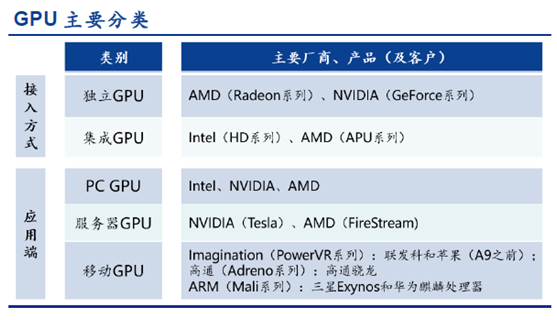 GPU 主要分类
类别 主要厂商、产品（及客户）
接入方式
独立GPU AMD（Radeon系列）、NVIDIA（GeForce系列）
集成GPU Intel（HD系列）、AMD（APU系列）
应用端
PC GPU Intel、NVIDIA、AMD
服务器GPU NVIDIA（Tesla）、AMD（FireStream)
移动GPU Imagination（PowerVR系列）：联发科和苹果（A9之前）；
高通（Adreno系列）：高通骁龙
ARM（Mali系列）：三星Exynos和华为麒麟处理器